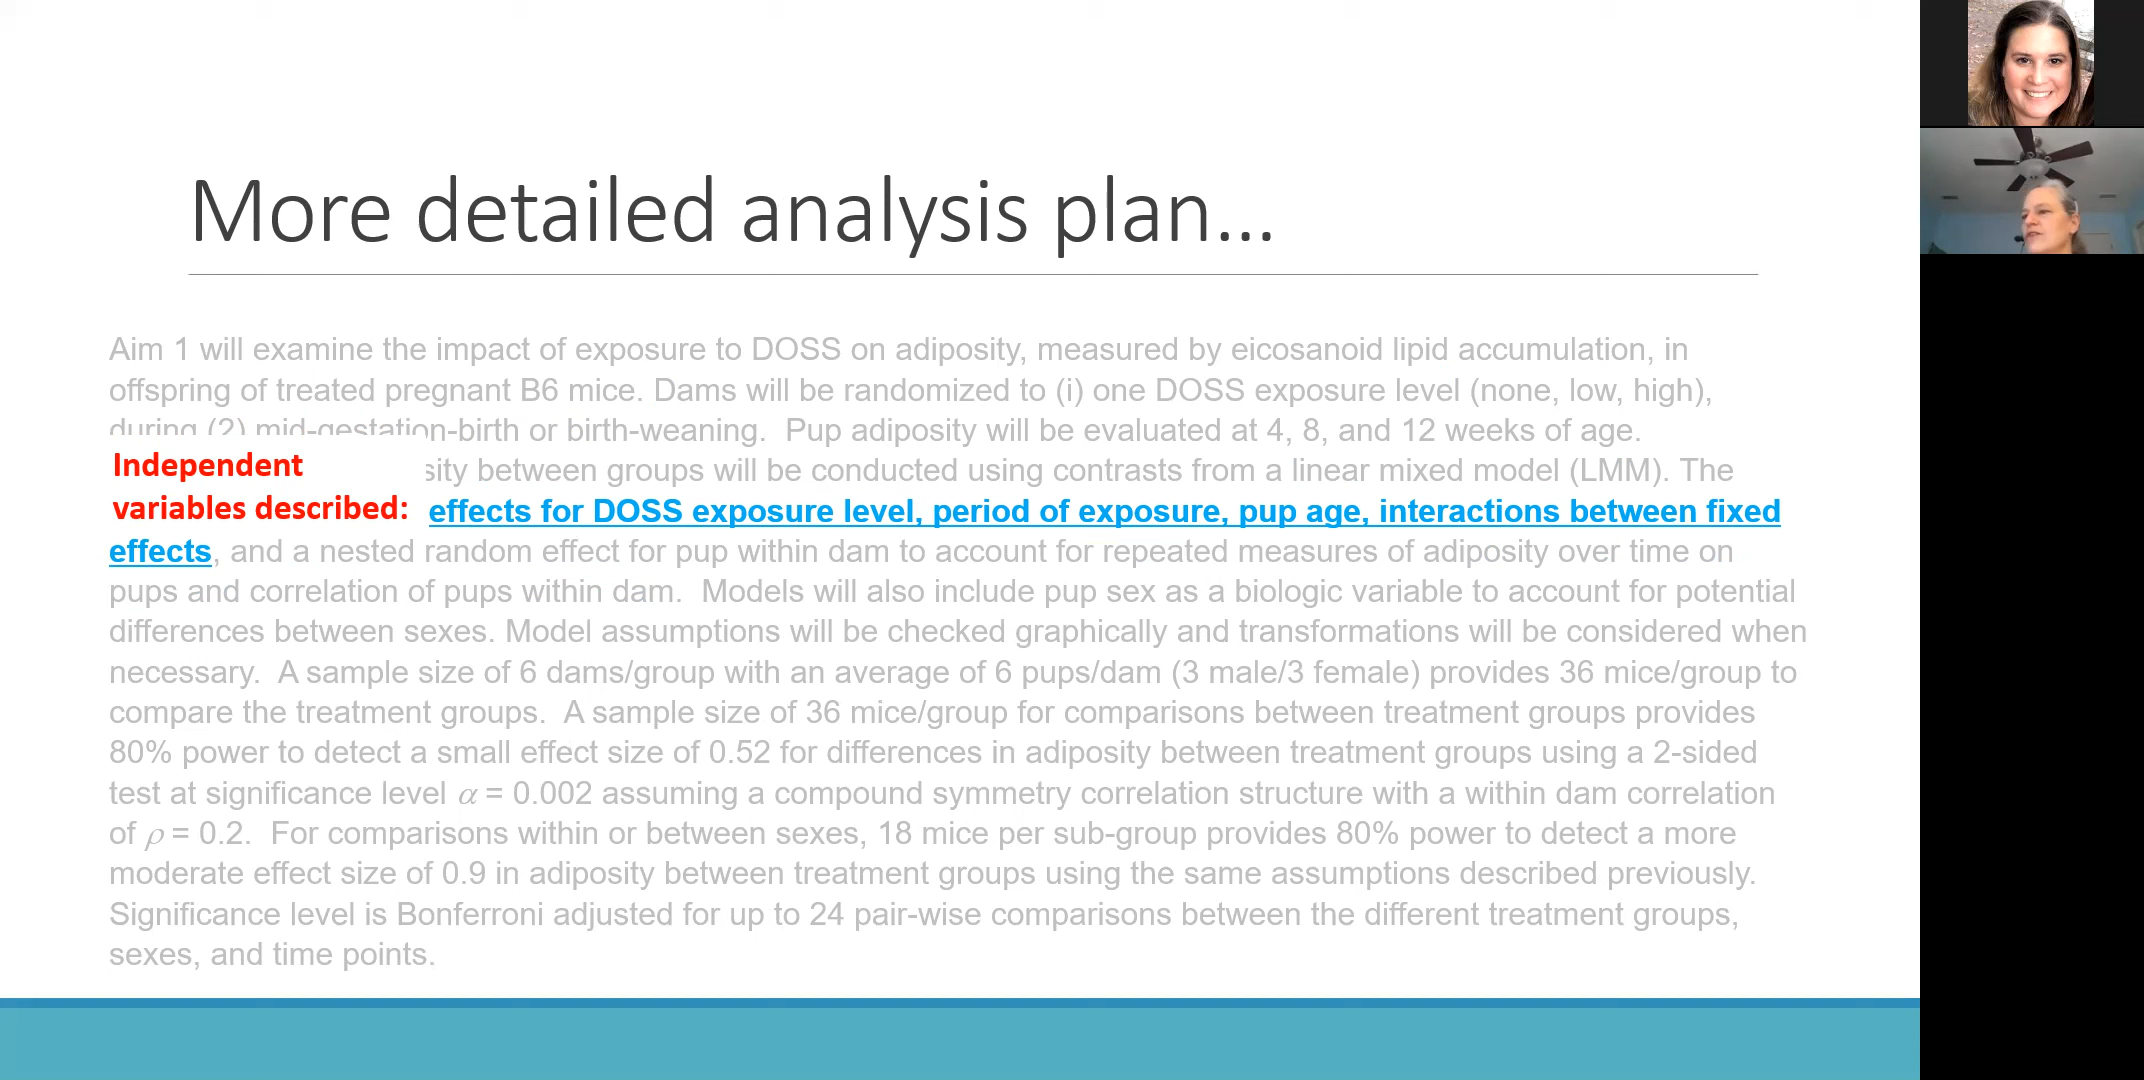 More detailed analysis plan...
Aim 1 will examine the impact of exposure to DOSS on adiposity, measured by eicosanoid lipid accumulation, in
offspring of treated pregnant B6 mice. Dams will be randomized to (i) one DOSS exposure level (none, low, high),
during (2) mid-gestation-birth or birth-weaning.  Pup adiposity will be evaluated at 4, 8, and 12 weeks of age.
Independent
sity between groups will be conducted using contrasts from a linear mixed model (LMM). The
variables described:
effects for DOSS exposure level, period of exposure, pup age, interactions between fixed
effects, and a nested random effect for pup within dam to account for repeated measures of adiposity over time on
pups and correlation of pups within dam.  Models will also include pup sex as a biologic variable to account for potential
differences between sexes. Model assumptions will be checked graphically and transformations will be considered when
necessary.  A sample size of 6 dams/group with an average of 6 pups/dam (3 male/3 female) provides 36 mice/group to
compare the treatment groups.  A sample size of 36 mice/group for comparisons between treatment groups provides
80% power to detect a small effect size of 0.52 for differences in adiposity between treatment groups using a 2-sided
test at significance level α = 0.002 assuming a compound symmetry correlation structure with a within dam correlation
of ρ = 0.2.  For comparisons within or between sexes, 18 mice per sub-group provides 80% power to detect a more
moderate effect size of 0.9 in adiposity between treatment groups using the same assumptions described previously.
Significance level is Bonferroni adjusted for up to 24 pair-wise comparisons between the different treatment groups,
sexes, and time points.